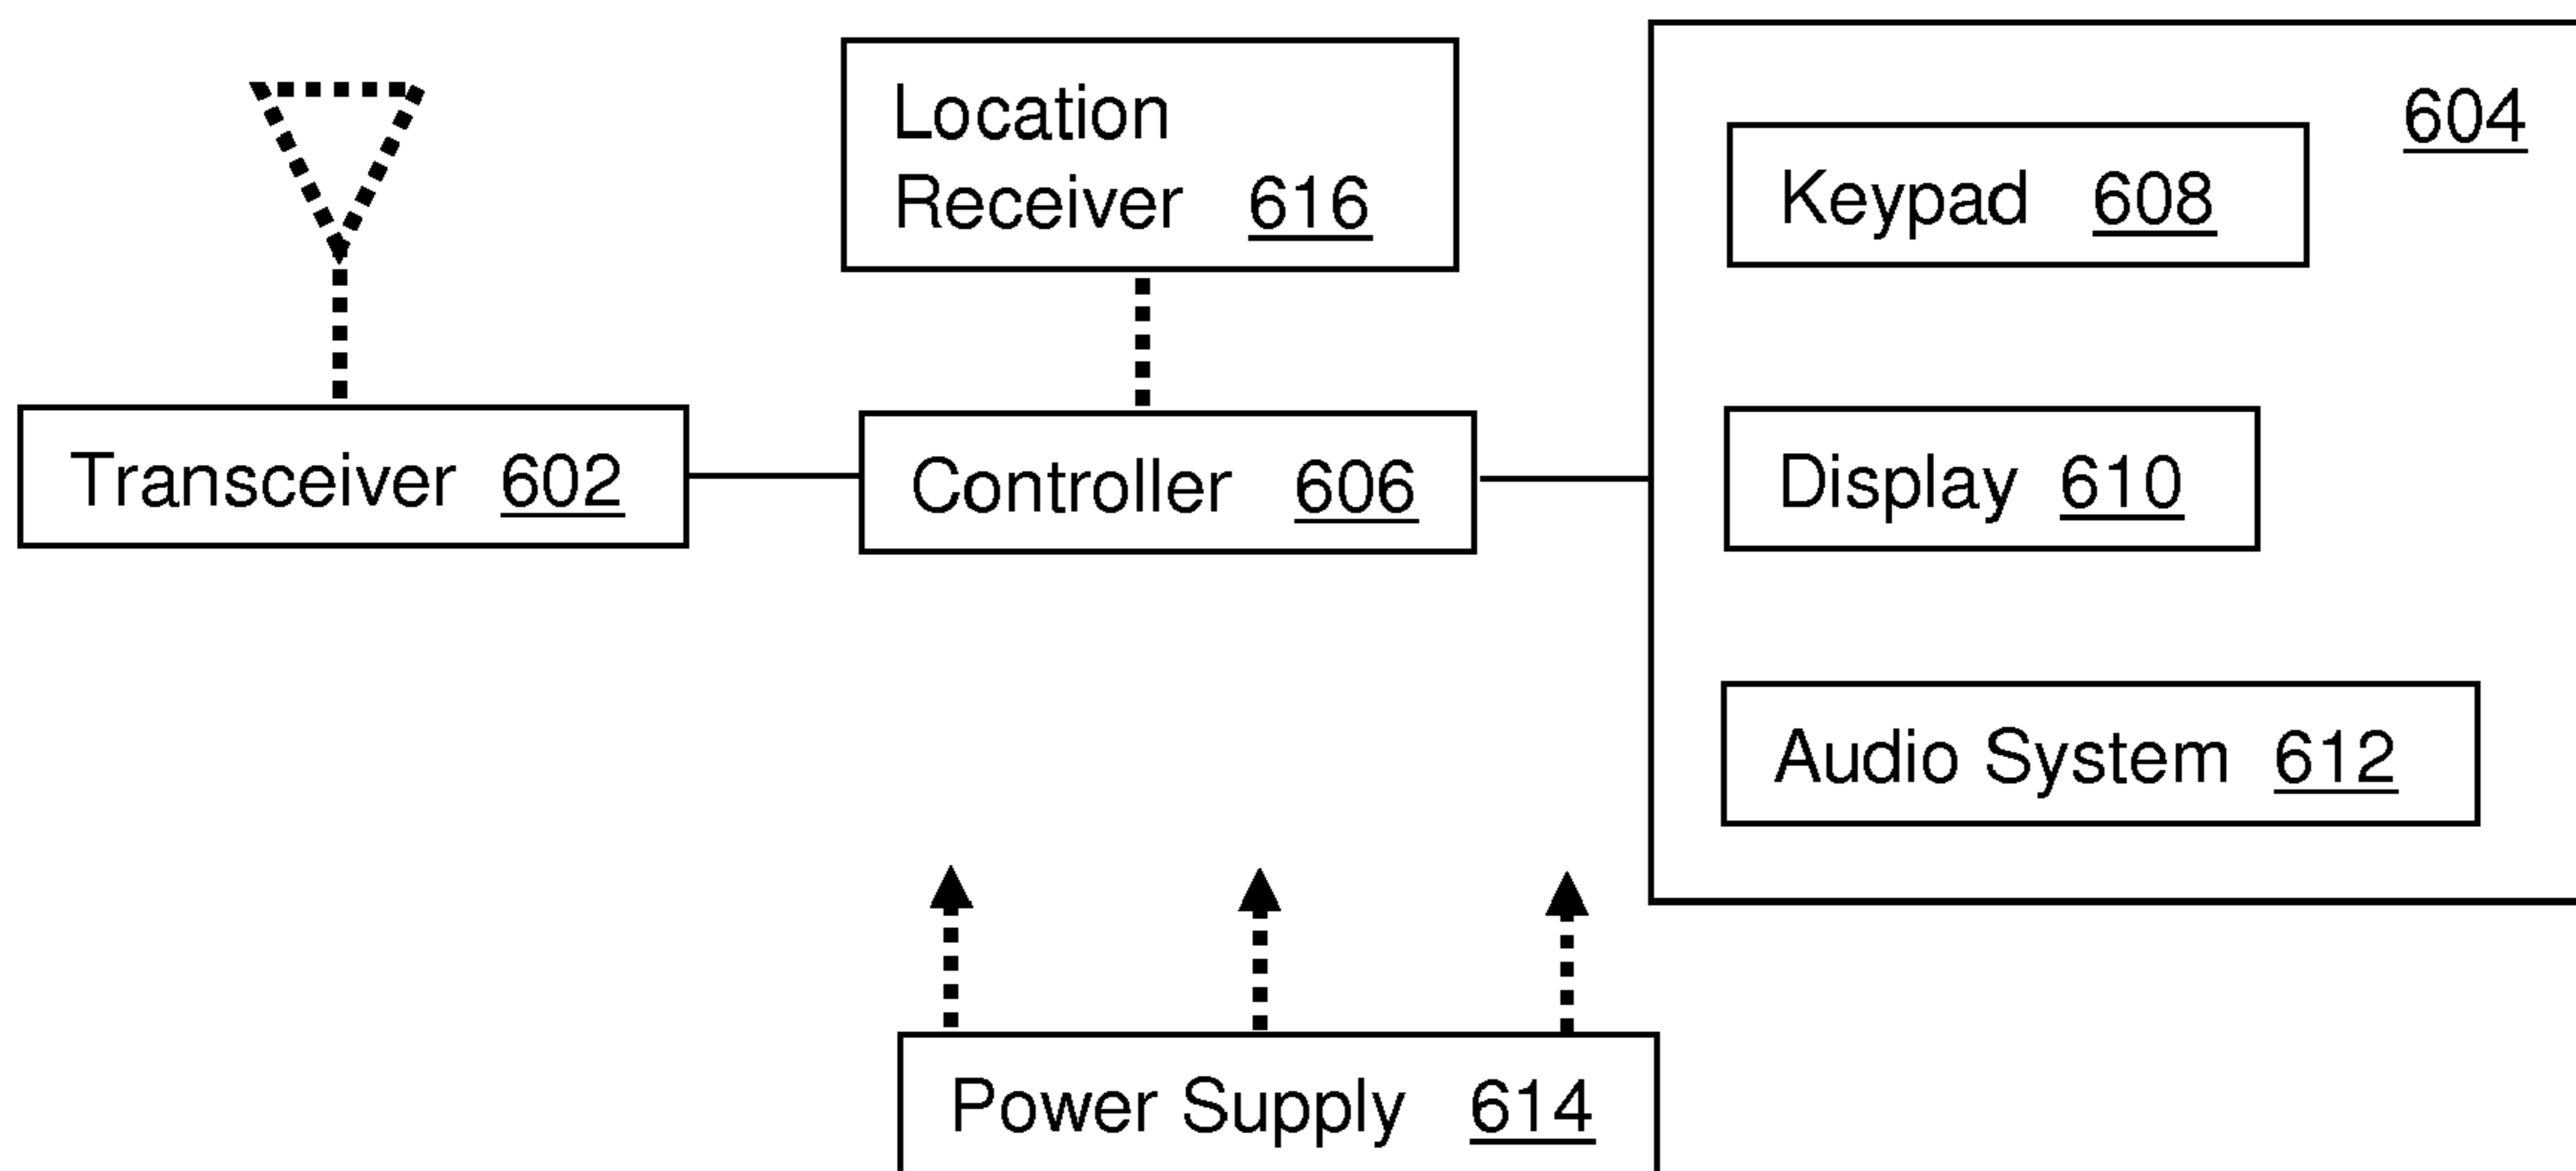 Location
Receiver 616
604
Keypad 608
Transceiver 602
Controller 606
Display 610
Audio System 612
Power Supply 614